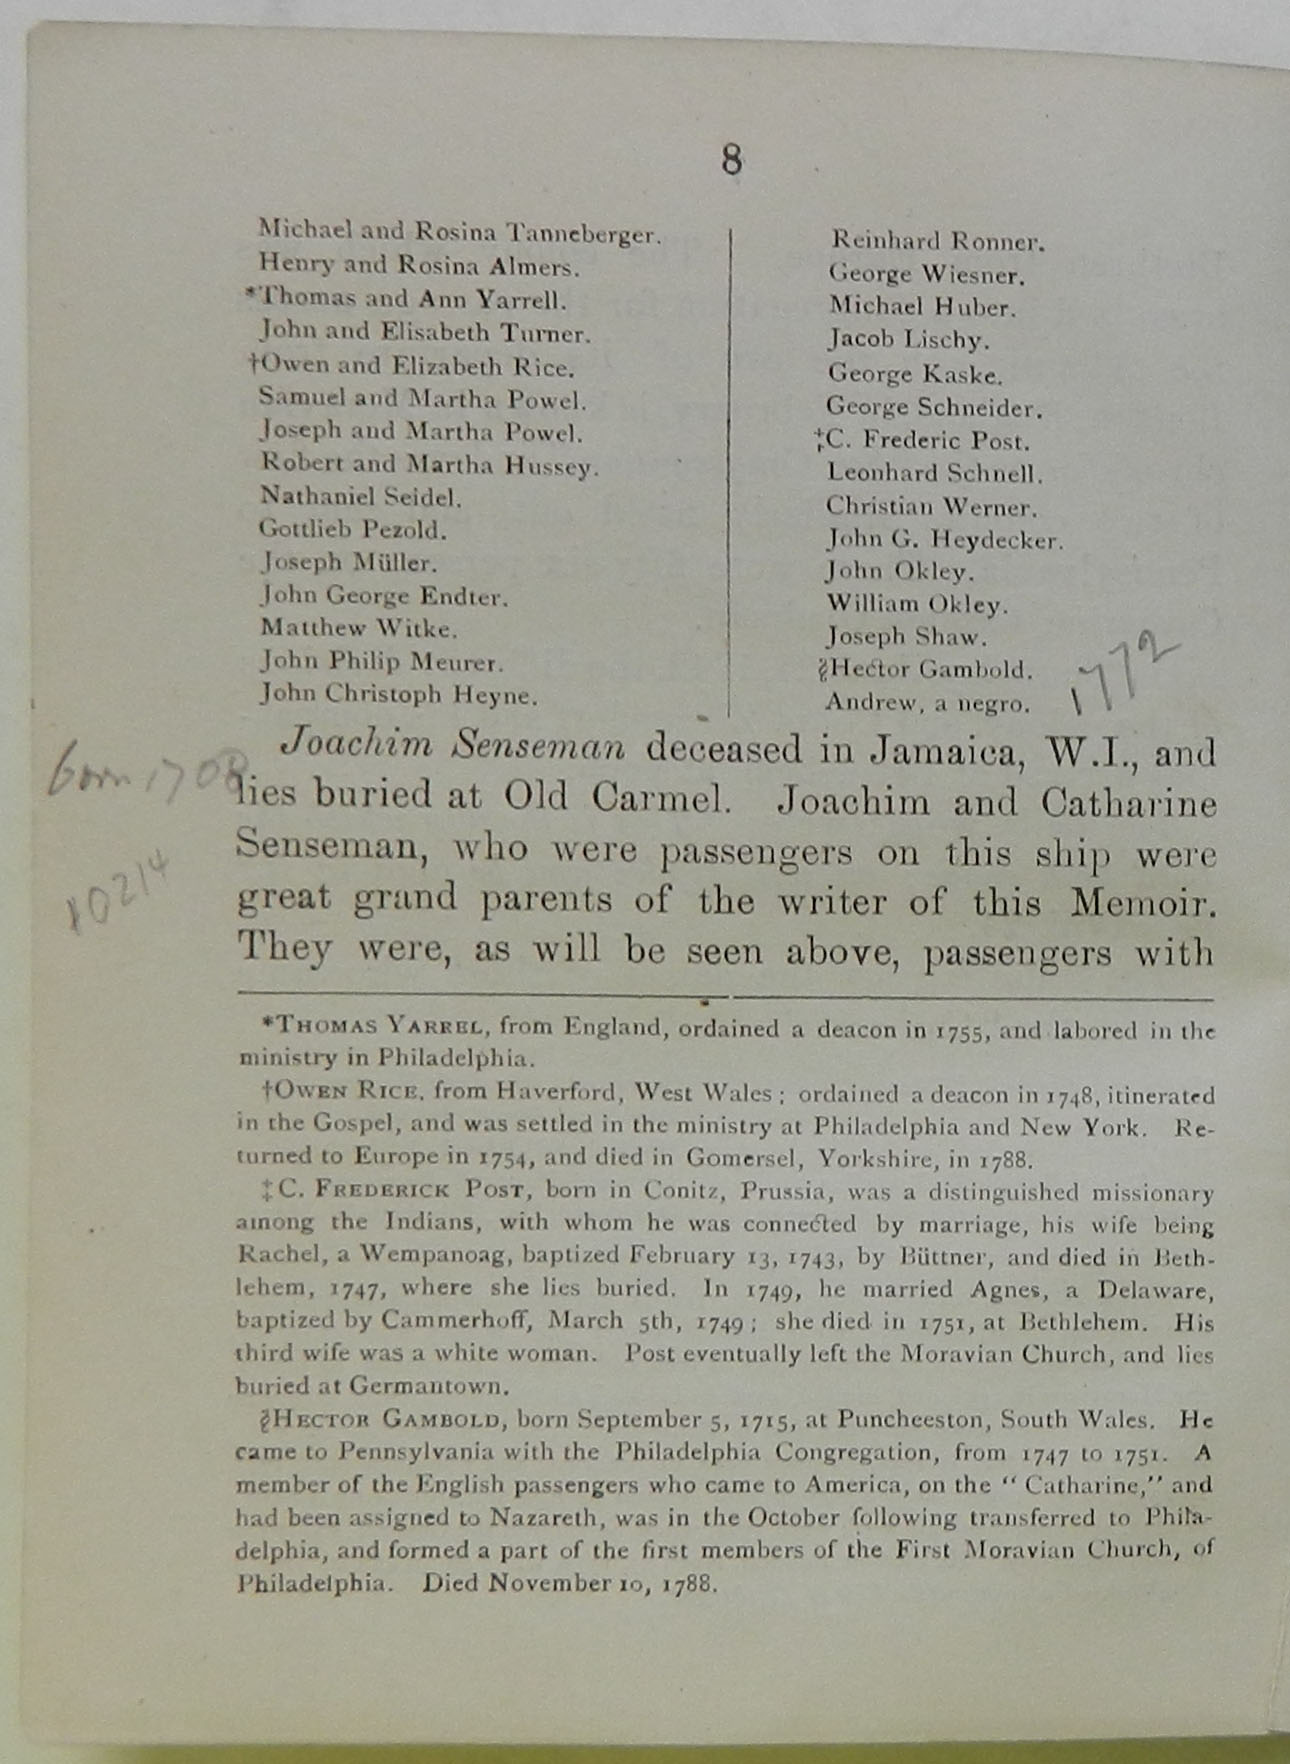 8
Michael and Rosina Tanneberger.
Henry and Rosina Almers.
*Thomas and Ann Yarrell.
John and Elisabeth Turner.
†Owen and Elizabeth Rice.
Samuel and Martha Powel.
Joseph and Martha Powel.
Robert and Martha Hussey.
Nathaniel Seidel.
Gottlieb Pezold.
Joseph Müller.
John George Endter.
Matthew Witke.
John Philip Meurer.
John Christoph Heyne.
Reinhard Ronner.
George Wiesner.
Michael Huber.
Jacob Lischy.
George Kaske.
George Schneider.
‡C. Frederic Post.
Leonhard Schnell.
Christian Werner.
John G. Heydecker.
John Okley.
William Okley.
Joseph Shaw.
§Hector Gambold.
Andrew, a negro.
1772
Joachim Senseman deceased in Jamaica, W.I., and
born 1708
lies buried at Old Carmel. Joachim and Catharine
Senseman, who were passengers on this ship were
10214
great grand parents of the writer of this Memoir.
They were, as will be seen above, passengers with
*THOMAS YARREL, from England, ordained a deacon in 1755, and labored in the
ministry in Philadelphia.
†OWEN RICE, from Haverford, West Wales; ordained a deacon in 1748, itinerated
in the Gospel, and was settled in the ministry at Philadelphia and New York. Re-
turned to Europe in 1754, and died in Gomersel, Yorkshire, in 1788.
‡C. FREDERICK POST, born in Conitz, Prussia, was a distinguished missionary
among the Indians, with whom he was connected by marriage, his wife being
Rachel, a Wempanoag, baptized February 13, 1743, by Büttner, and died in Beth-
lehem, 1747, where she lies buried. In 1749, he married Agnes, a Delaware,
baptized by Cammerhoff, March 5th, 1749; she died in 1751, at Bethlehem. His
third wife was a white woman. Post eventually left the Moravian Church, and lies
buried at Germantown.
§HECTOR GAMBOLD, born September 5, 1715, at Puncheeston, South Wales. He
came to Pennsylvania with the Philadelphia Congregation, from 1747 to 1751. A
member of the English passengers who came to America, on the "Catharine," and
had been assigned to Nazareth, was in the October following transferred to Phila-
delphia, and formed a part of the first members of the First Moravian Church, of
Philadelphia. Died November 10, 1788.